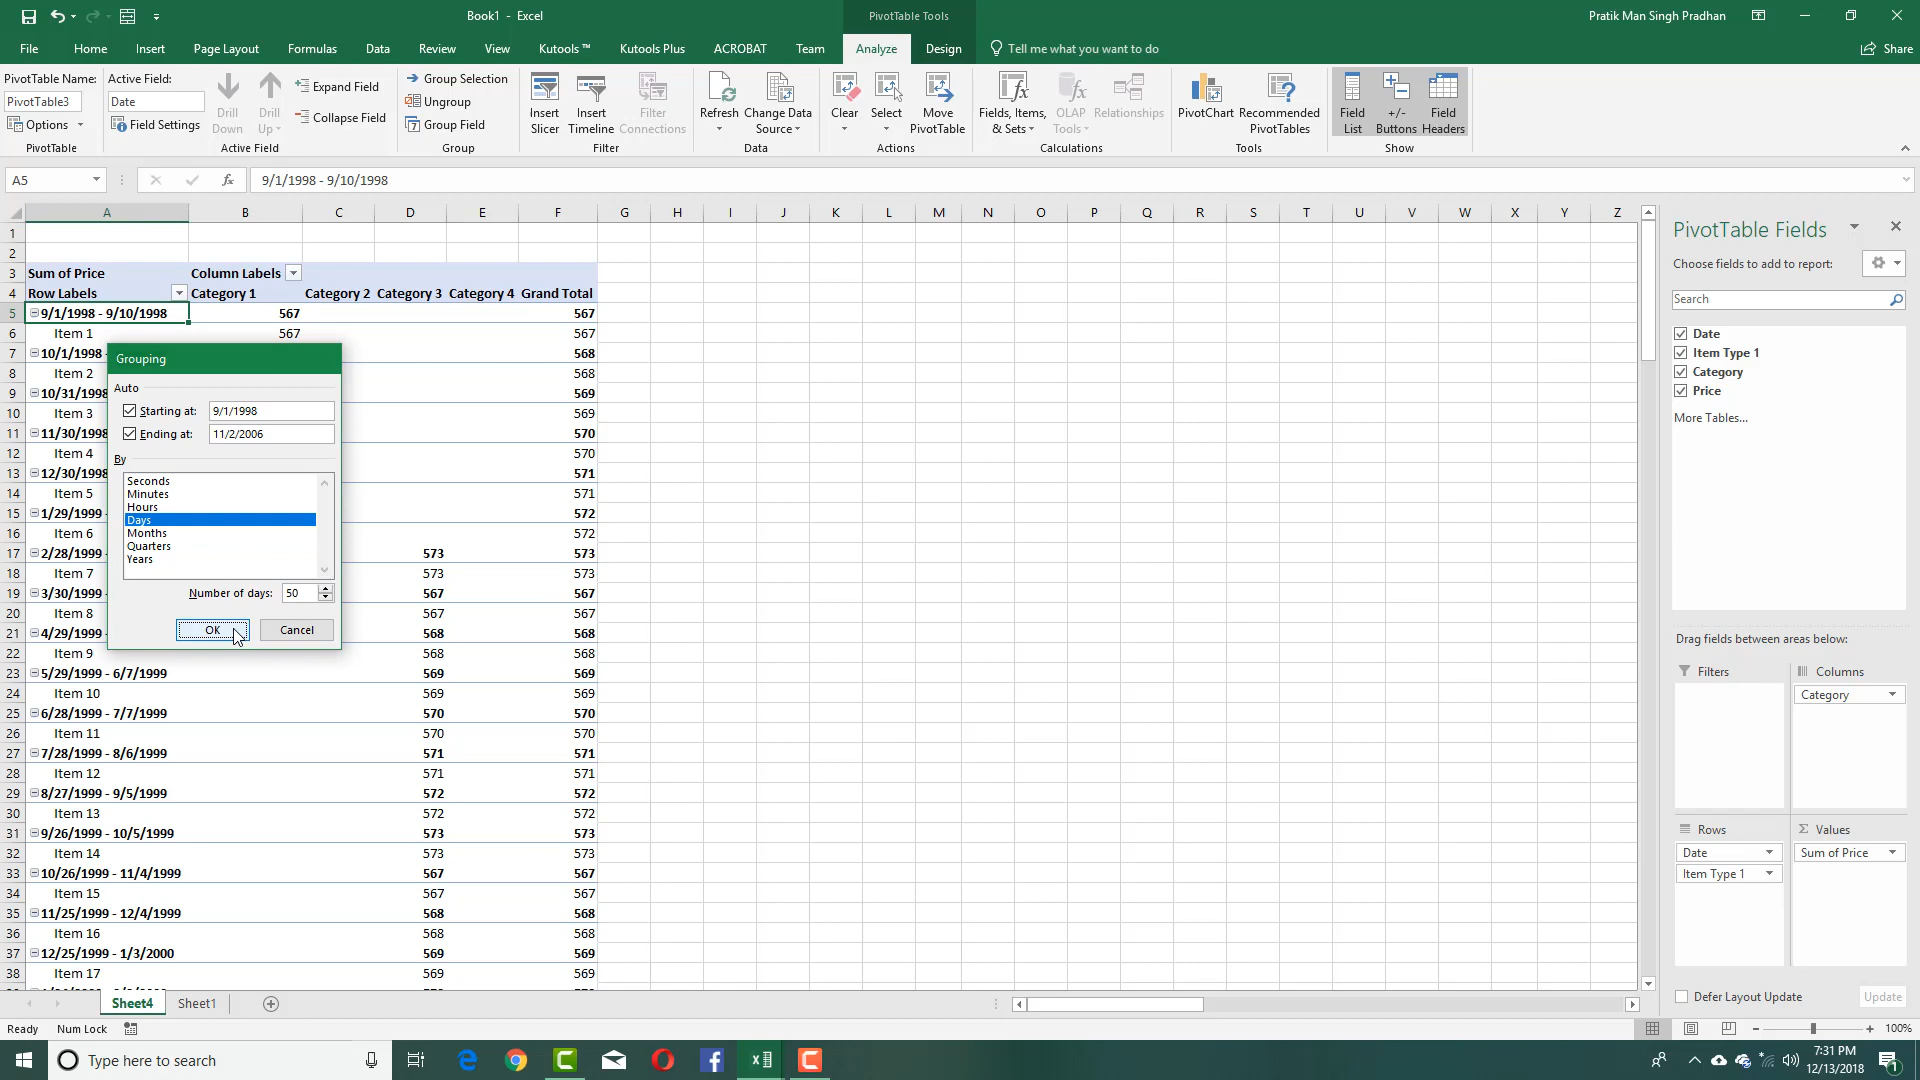 Book1 - Excel
PivotTable Tools
Pratik Man Singh Pradhan
File Home Insert Page Layout Formulas Data Review View Kutools ™ Kutools Plus ACROBAT Team Analyze Design Tell me what you want to do Share
PivotTable Name: PivotTable3 Options PivotTable
Active Field: Date Field Settings Drill Down Drill Up Expand Field Collapse Field Active Field
Group Selection Ungroup Group Field Group
Insert Slicer Insert Timeline Filter Connections Filter
Refresh Change Data Source Data
Clear Select Move PivotTable Actions
Fields, Items, & Sets OLAP Tools Relationships Calculations
PivotChart Recommended PivotTables Tools
Field List +/- Buttons Field Headers Show
A5 fx 9/1/1998 - 9/10/1998
A B C D E F G H I J K L M N O P Q R S T U V W X Y Z
1
2
3 Sum of Price Column Labels
4 Row Labels Category 1 Category 2 Category 3 Category 4 Grand Total
5 9/1/1998 - 9/10/1998 567 567
6 Item 1 567 567
7 10/1/1998 - 568
8 Item 2 568
9 10/31/1998 569
10 Item 3 569
11 11/30/1998 570
12 Item 4 570
13 12/30/1998 571
14 Item 5 571
15 1/29/1999 - 572
16 Item 6 572
17 2/28/1999 - 573 573
18 Item 7 573 573
19 3/30/1999 - 567 567
20 Item 8 567 567
21 4/29/1999 - 568 568
22 Item 9 568 568
23 5/29/1999 - 6/7/1999 569 569
24 Item 10 569 569
25 6/28/1999 - 7/7/1999 570 570
26 Item 11 570 570
27 7/28/1999 - 8/6/1999 571 571
28 Item 12 571 571
29 8/27/1999 - 9/5/1999 572 572
30 Item 13 572 572
31 9/26/1999 - 10/5/1999 573 573
32 Item 14 573 573
33 10/26/1999 - 11/4/1999 567 567
34 Item 15 567 567
35 11/25/1999 - 12/4/1999 568 568
36 Item 16 568 568
37 12/25/1999 - 1/3/2000 569 569
38 Item 17 569 569
Grouping
Auto
Starting at: 9/1/1998
Ending at: 11/2/2006
By
Seconds
Minutes
Hours
Days
Months
Quarters
Years
Number of days: 50
OK Cancel
PivotTable Fields
Choose fields to add to report:
Search
Date
Item Type 1
Category
Price
More Tables...
Drag fields between areas below:
Filters Columns
Category
Rows Σ Values
Date Sum of Price
Item Type 1
Defer Layout Update Update
Sheet4 Sheet1
Ready Num Lock 100%
Type here to search
7:31 PM
12/13/2018
1